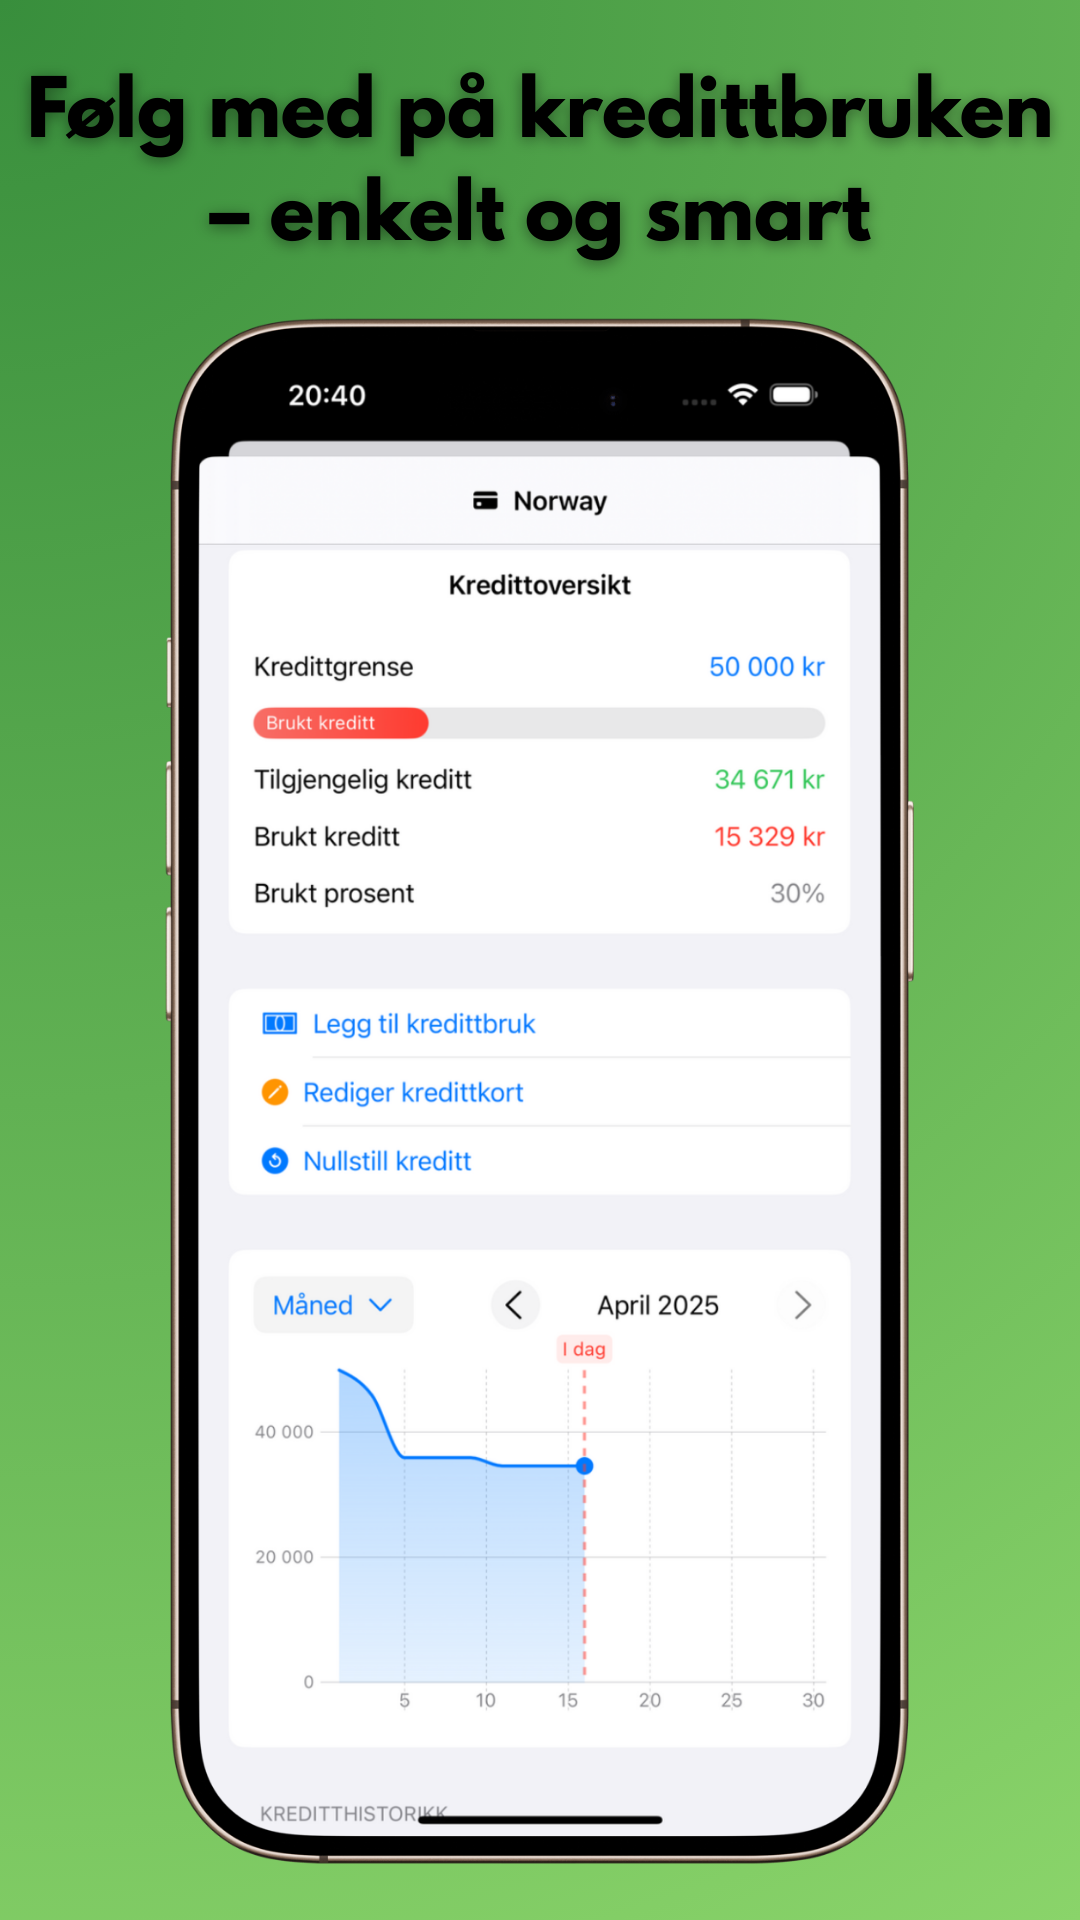 Følg med på kredittbruken
– enkelt og smart
20:40
Norway
Kredittoversikt
Kredittgrense 50 000 kr
Brukt kreditt
Tilgjengelig kreditt 34 671 kr
Brukt kreditt 15 329 kr
Brukt prosent 30%
Legg til kredittbruk
Rediger kredittkort
Nullstill kreditt
Måned April 2025
I dag
40 000
20 000
0
5 10 15 20 25 30
KREDITTHISTORIKK